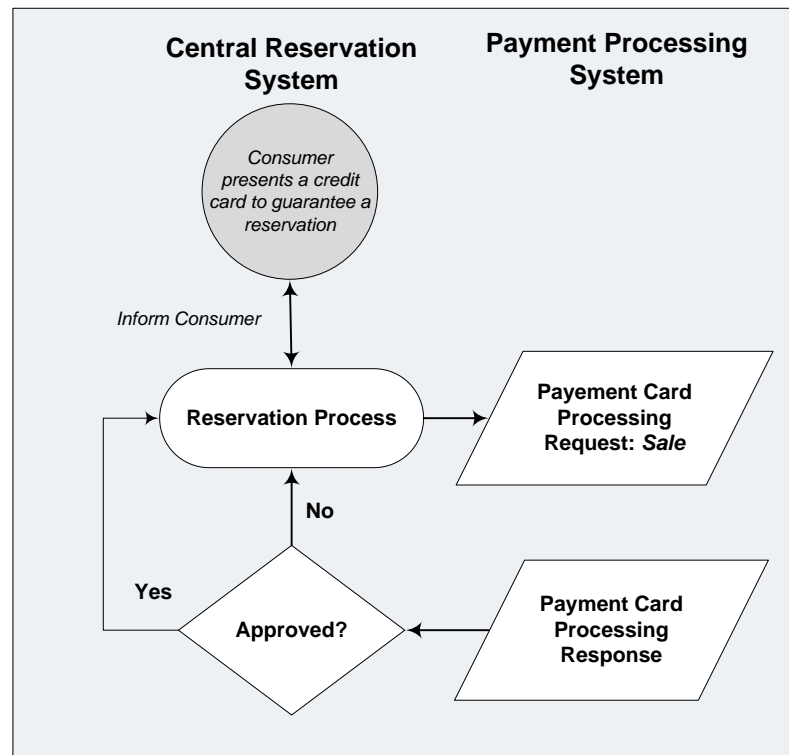 Central Reservation
System
Payment Processing
System
Consumer
presents a credit
card to guarantee a
reservation
Inform Consumer
Reservation Process
Payement Card
Processing
Request: Sale
No
Yes
Approved?
Payment Card
Processing
Response